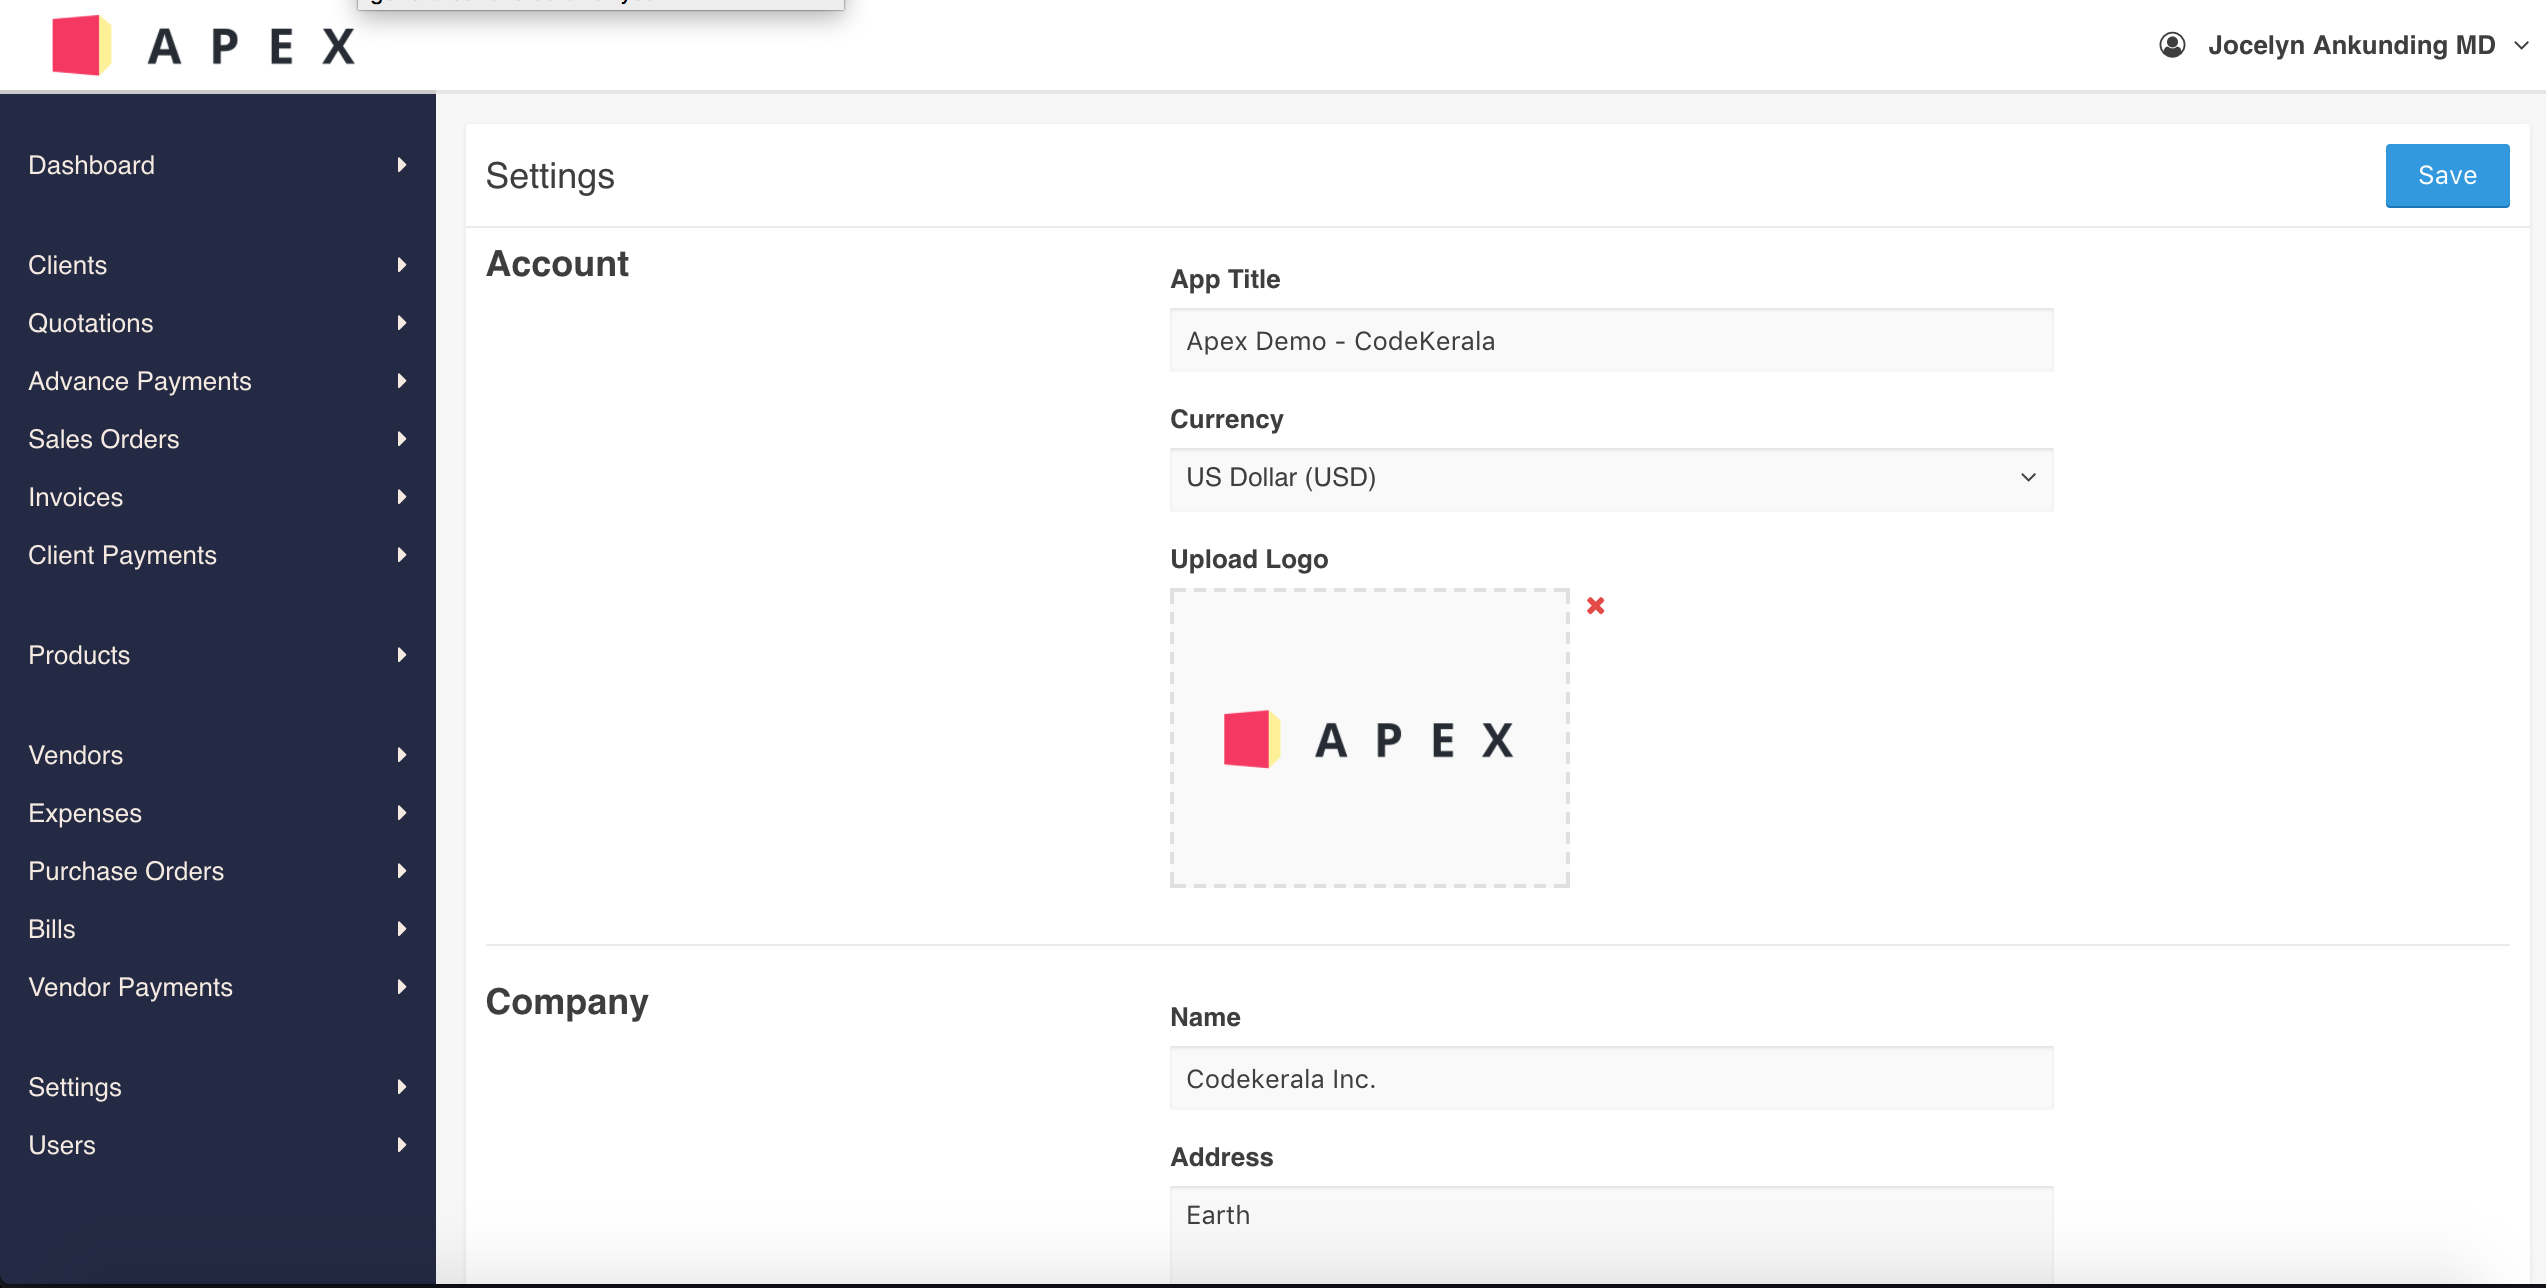 APEX
Jocelyn Ankunding MD
Dashboard
Clients
Quotations
Advance Payments
Sales Orders
Invoices
Client Payments
Products
Vendors
Expenses
Purchase Orders
Bills
Vendor Payments
Settings
Users
Settings
Save
Account
App Title
Apex Demo - CodeKerala
Currency
US Dollar (USD)
Upload Logo
APEX
Company
Name
Codekerala Inc.
Address
Earth